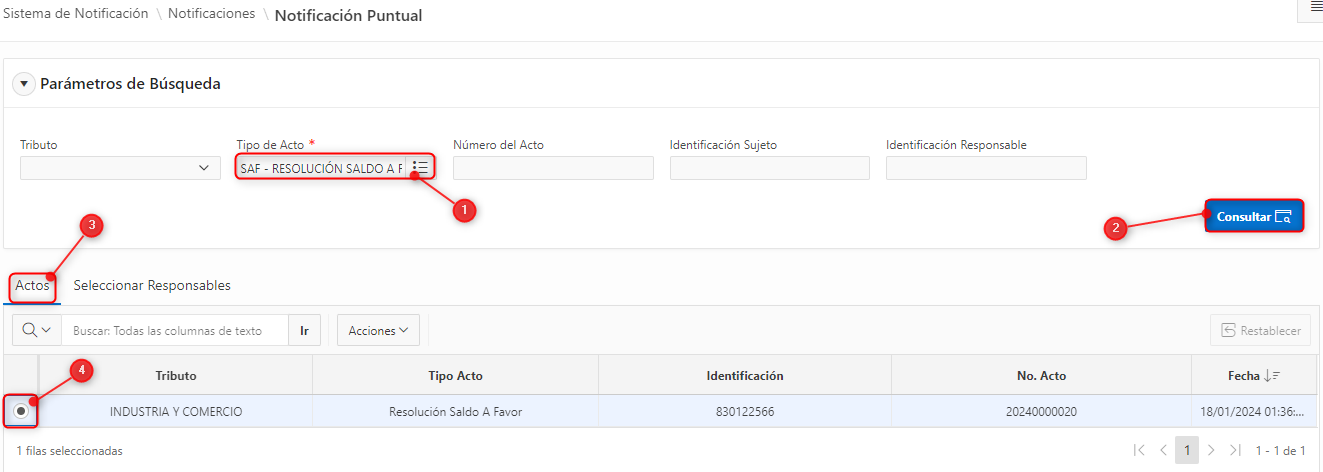 Sistema de Notificación \ Notificaciones \ Notificación Puntual
Parámetros de Búsqueda
Tributo Tipo de Acto * Número del Acto Identificación Sujeto Identificación Responsable
SAF - RESOLUCIÓN SALDO A F
1
3
2 Consultar
Actos Seleccionar Responsables
Buscar: Todas las columnas de texto Ir Acciones Restablecer
4
Tributo Tipo Acto Identificación No. Acto Fecha
INDUSTRIA Y COMERCIO Resolución Saldo A Favor 830122566 20240000020 18/01/2024 01:36:...
1 filas seleccionadas 1 1 - 1 de 1